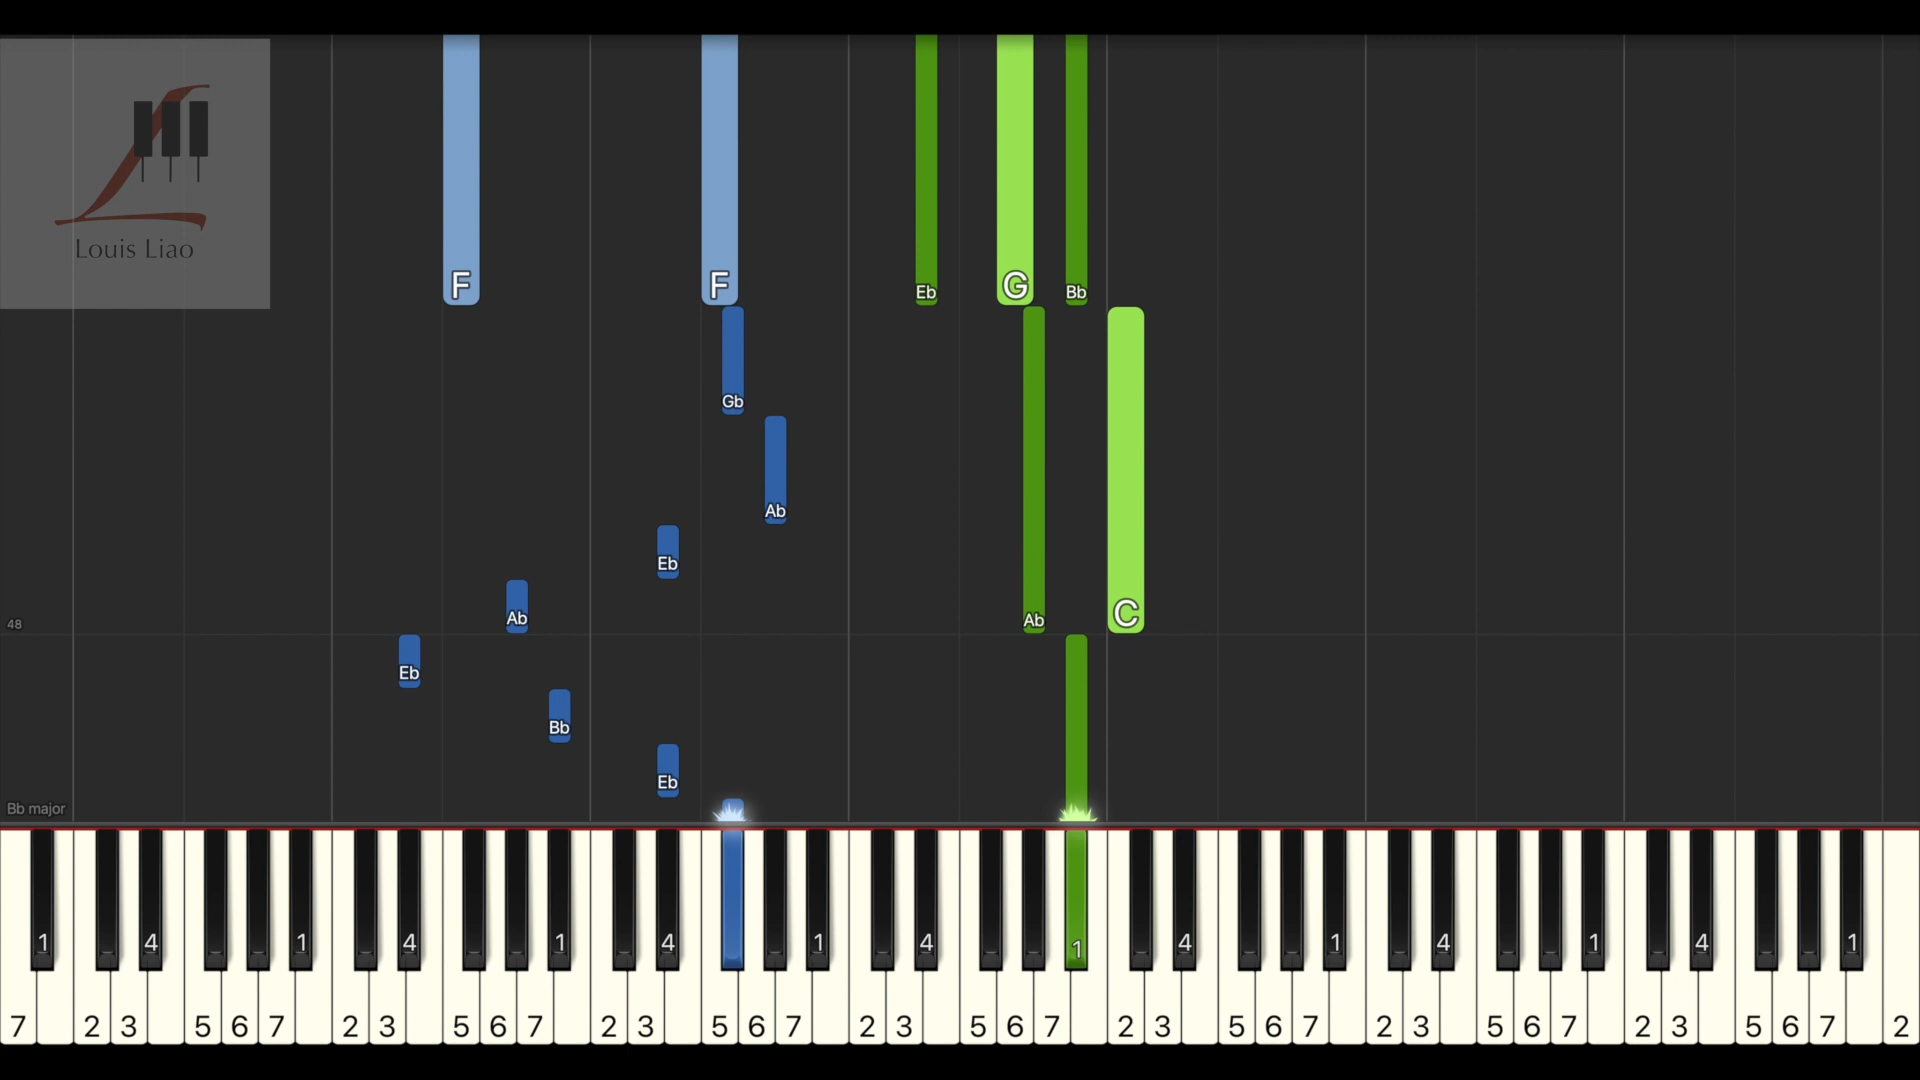 Louis Liao
F F Eb G Bb
Gb
Ab
Eb
Ab Ab C
48
Eb
Bb
Eb
Bb major
1 4 1 4 1 4 1 4 1 4 1 4 1 4 1
7 2 3 5 6 7 2 3 5 6 7 2 3 5 6 7 2 3 5 6 7 2 3 5 6 7 2 3 5 6 7 2 3 5 6 7 2